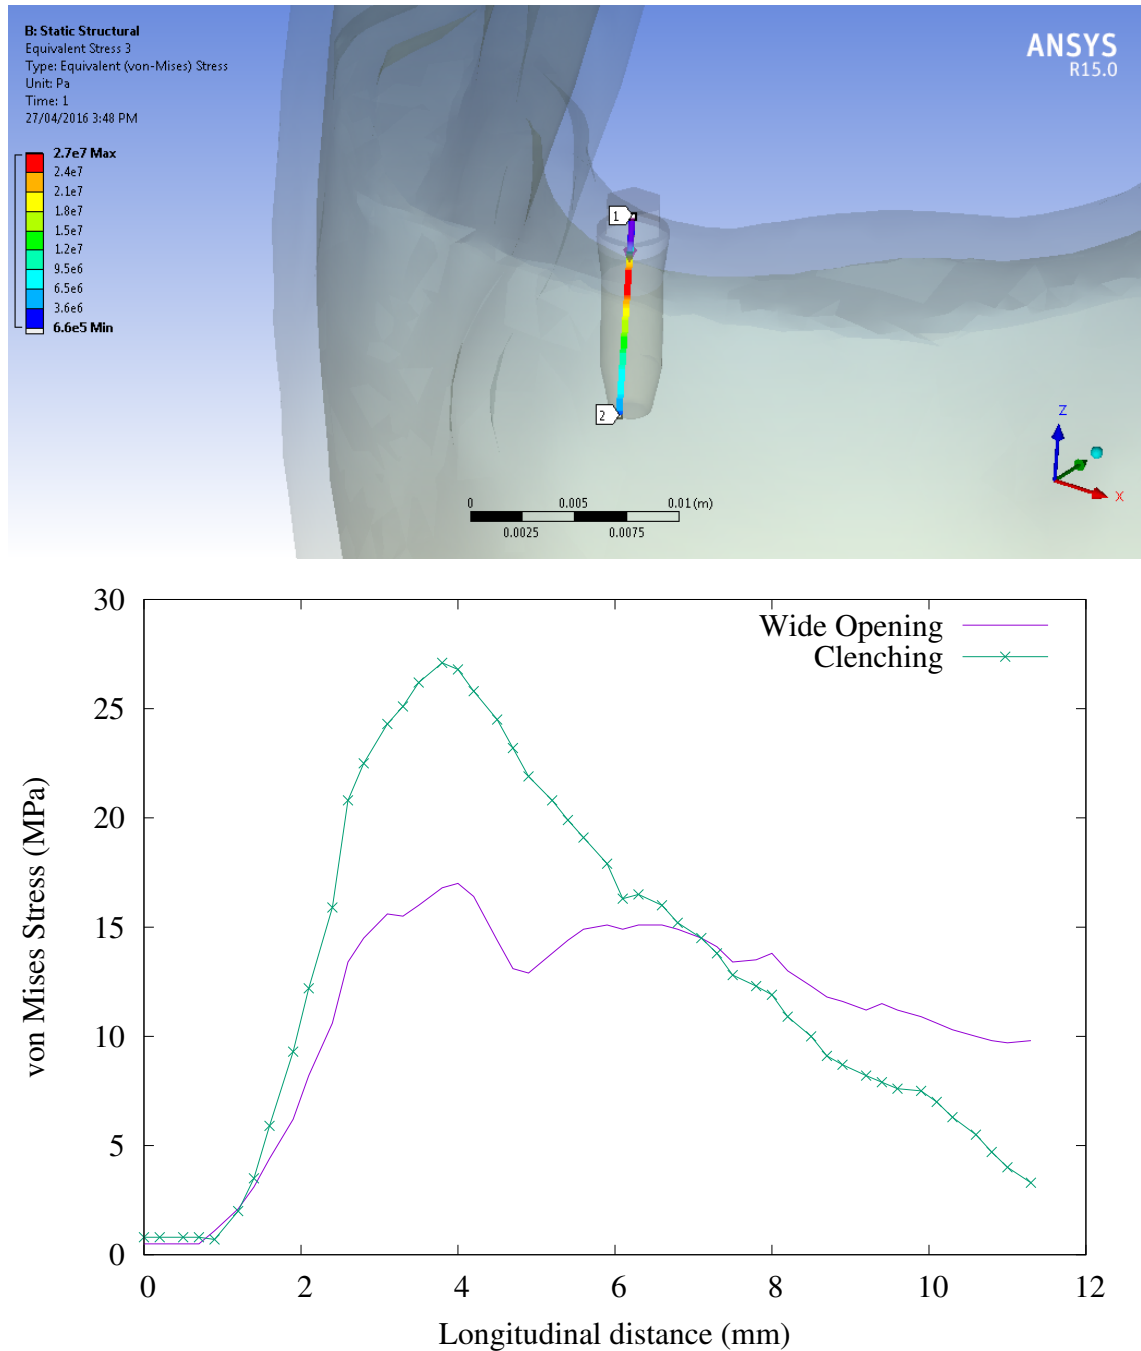 B: Static Structural
Equivalent Stress 3
Type: Equivalent (von-Mises) Stress
Unit: Pa
Time: 1
27/04/2016 3:48 PM
2.7e7 Max
2.4e7
2.1e7
1.8e7
1.5e7
1.2e7
9.5e6
6.5e6
3.6e6
6.6e5 Min
ANSYS
R15.0
1
2
0 0.005 0.01 (m)
0.0025 0.0075
Z
X
30
25
20
15
10
5
0
von Mises Stress (MPa)
Wide Opening
Clenching
0 2 4 6 8 10 12
Longitudinal distance (mm)